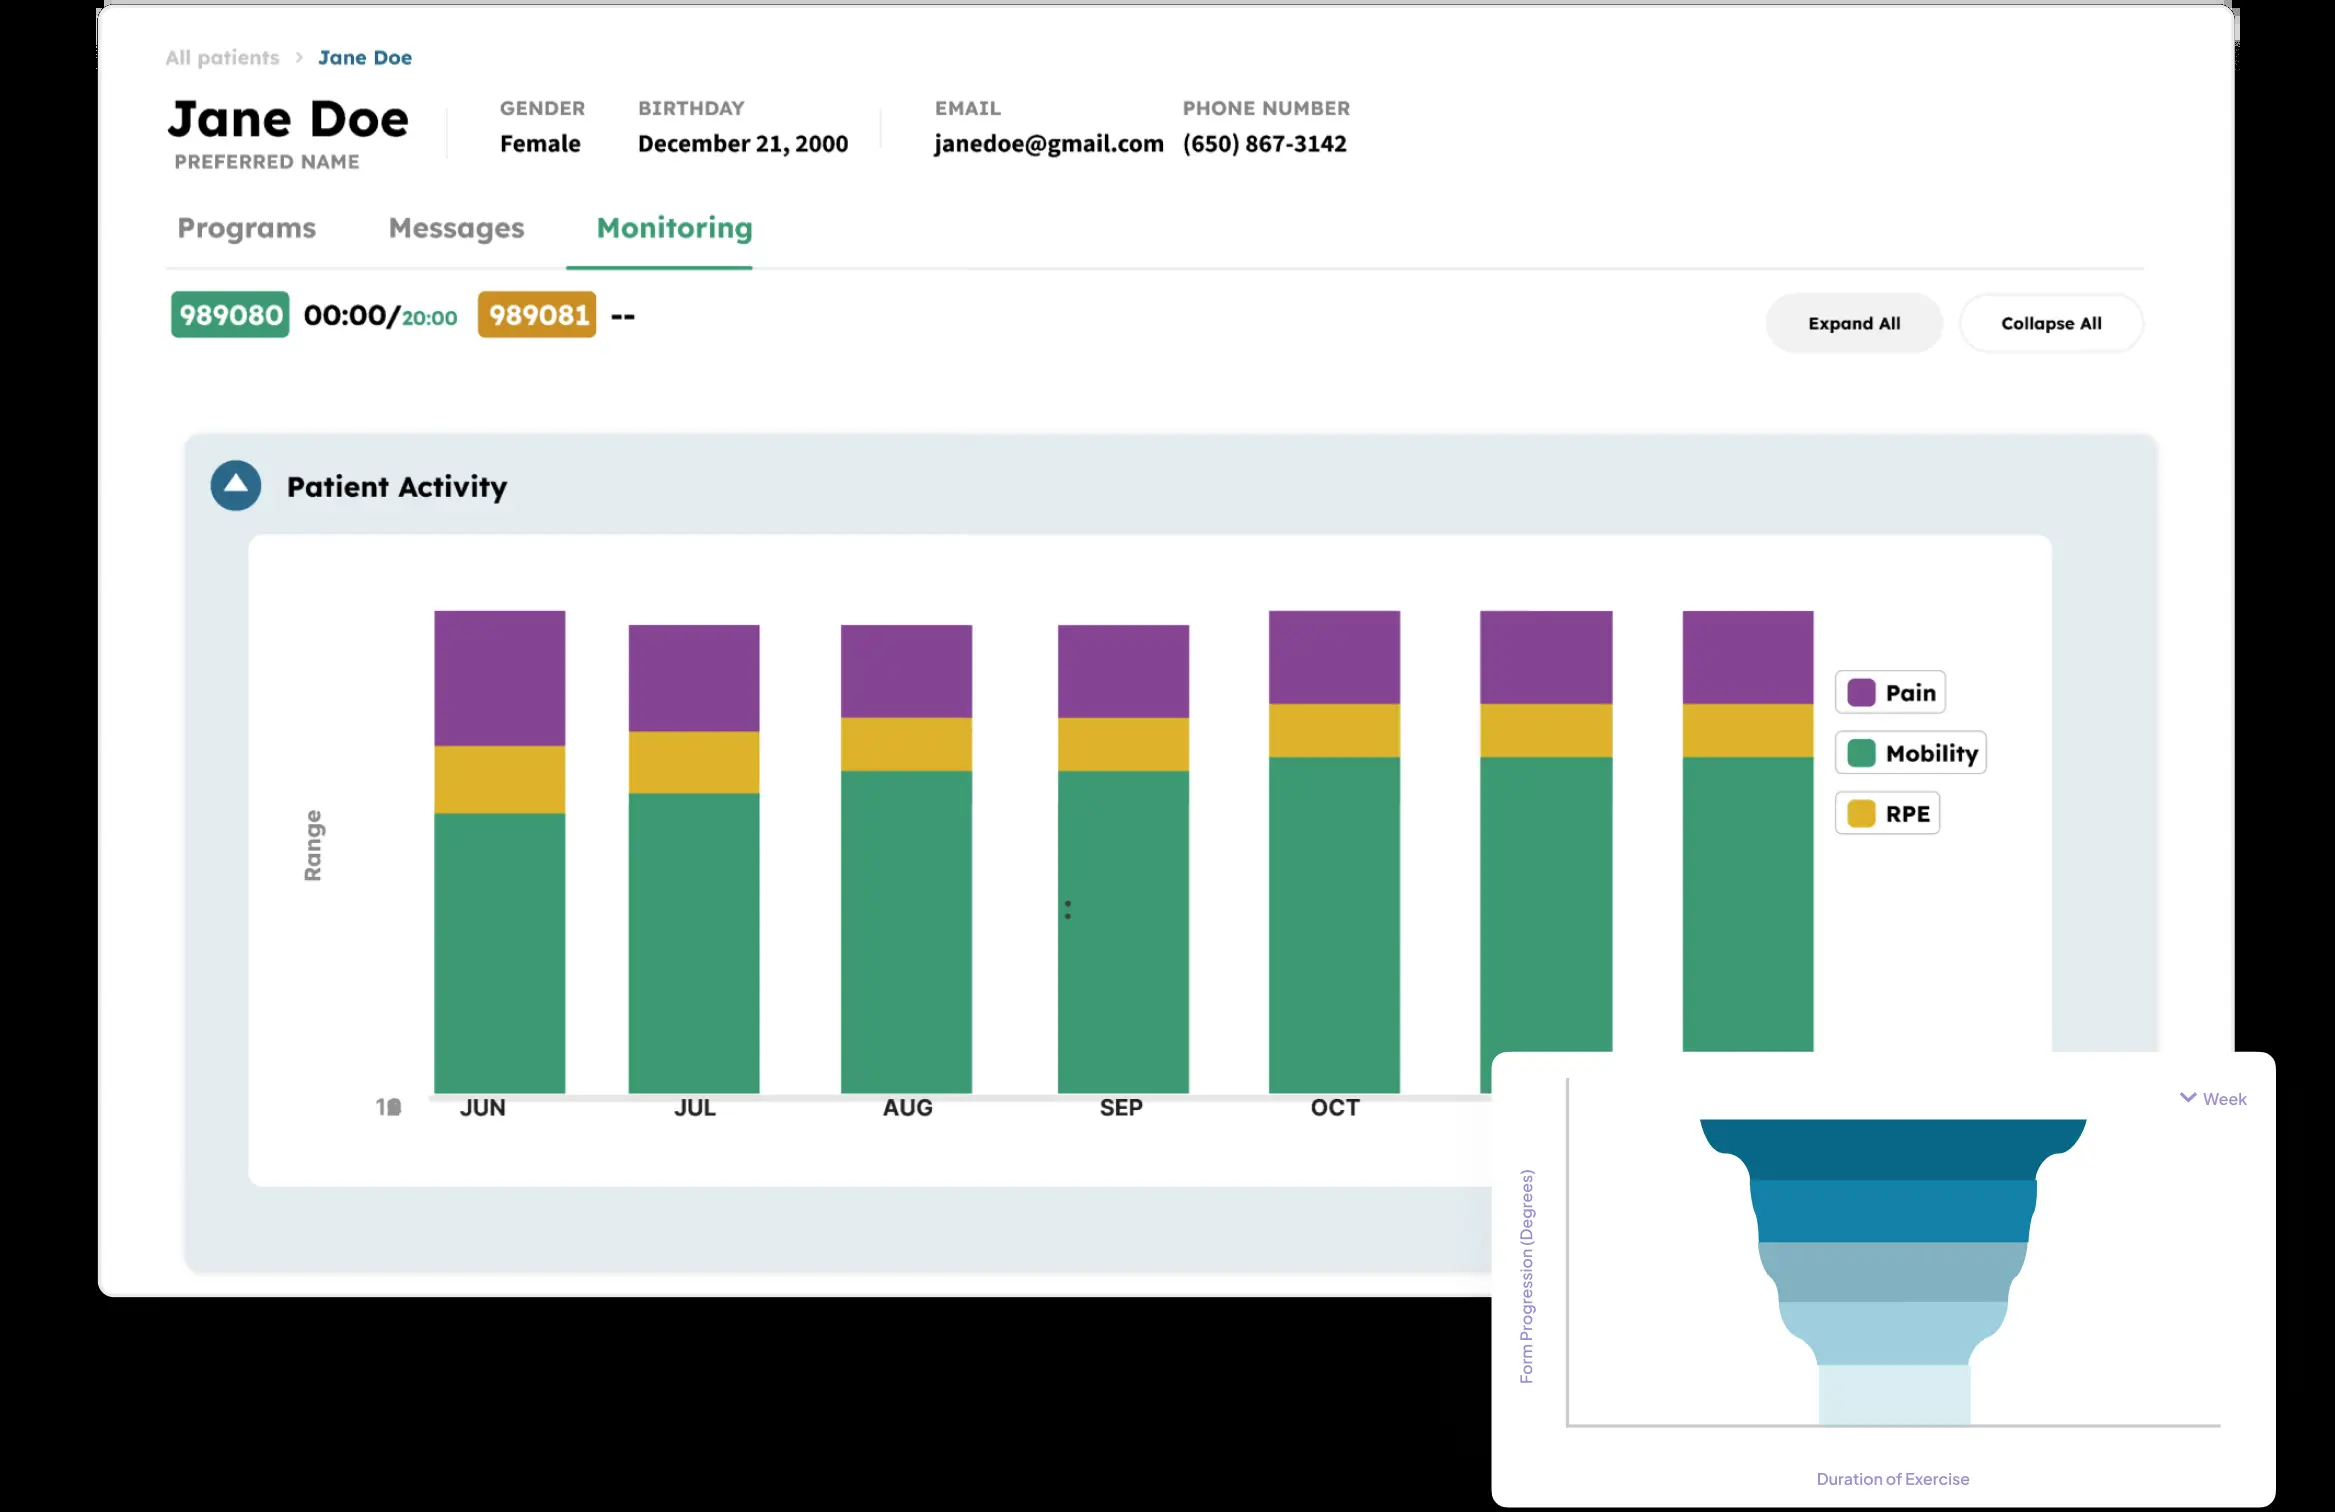 All patients > Jane Doe
Jane Doe
PREFERRED NAME
GENDER
Female
BIRTHDAY
December 21, 2000
EMAIL
janedoe@gmail.com
PHONE NUMBER
(650) 867-3142
Programs Messages Monitoring
989080 00:00/20:00 989081 --
Expand All Collapse All
Patient Activity
Range
Pain
Mobility
RPE
:
JUN JUL AUG SEP OCT
Week
Form Progression (Degrees)
Duration of Exercise